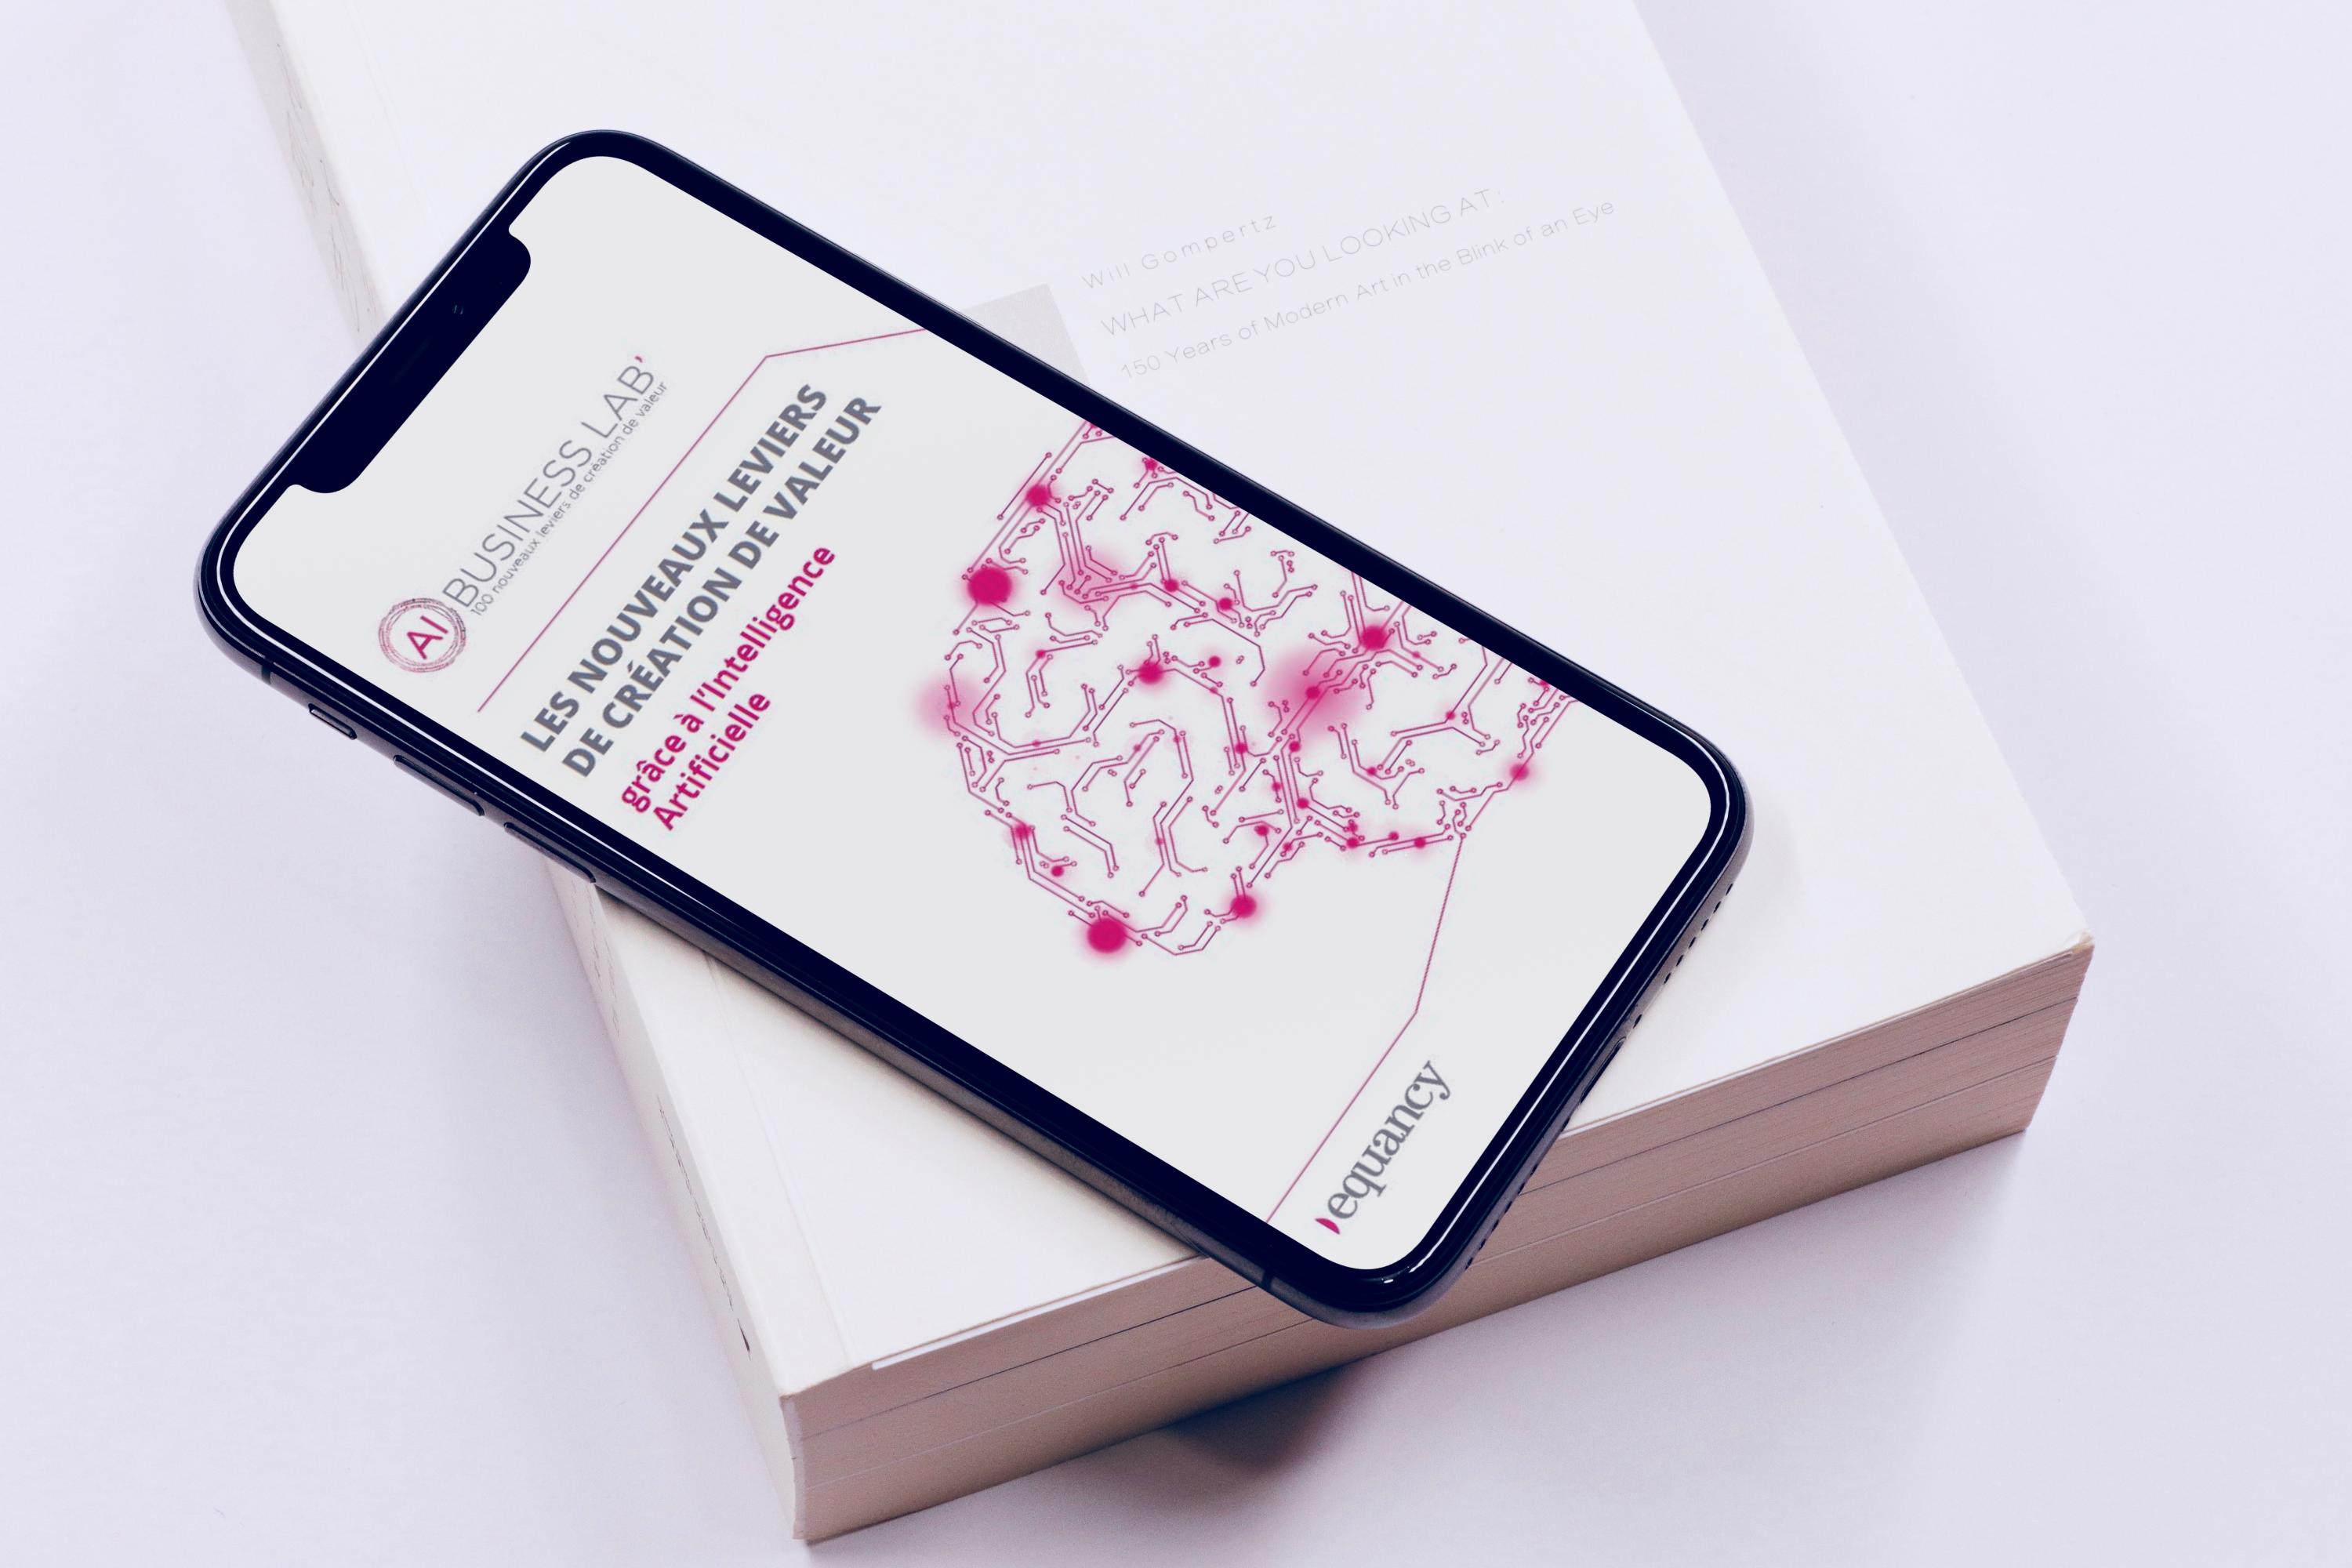 AI
BUSINESS LAB'
100 nouveaux leviers de création de valeur
LES NOUVEAUX LEVIERS
DE CRÉATION DE VALEUR
grâce à l'Intelligence
Artificielle
equancy
Will Gompertz
WHAT ARE YOU LOOKING AT:
150 Years of Modern Art in the Blink of an Eye